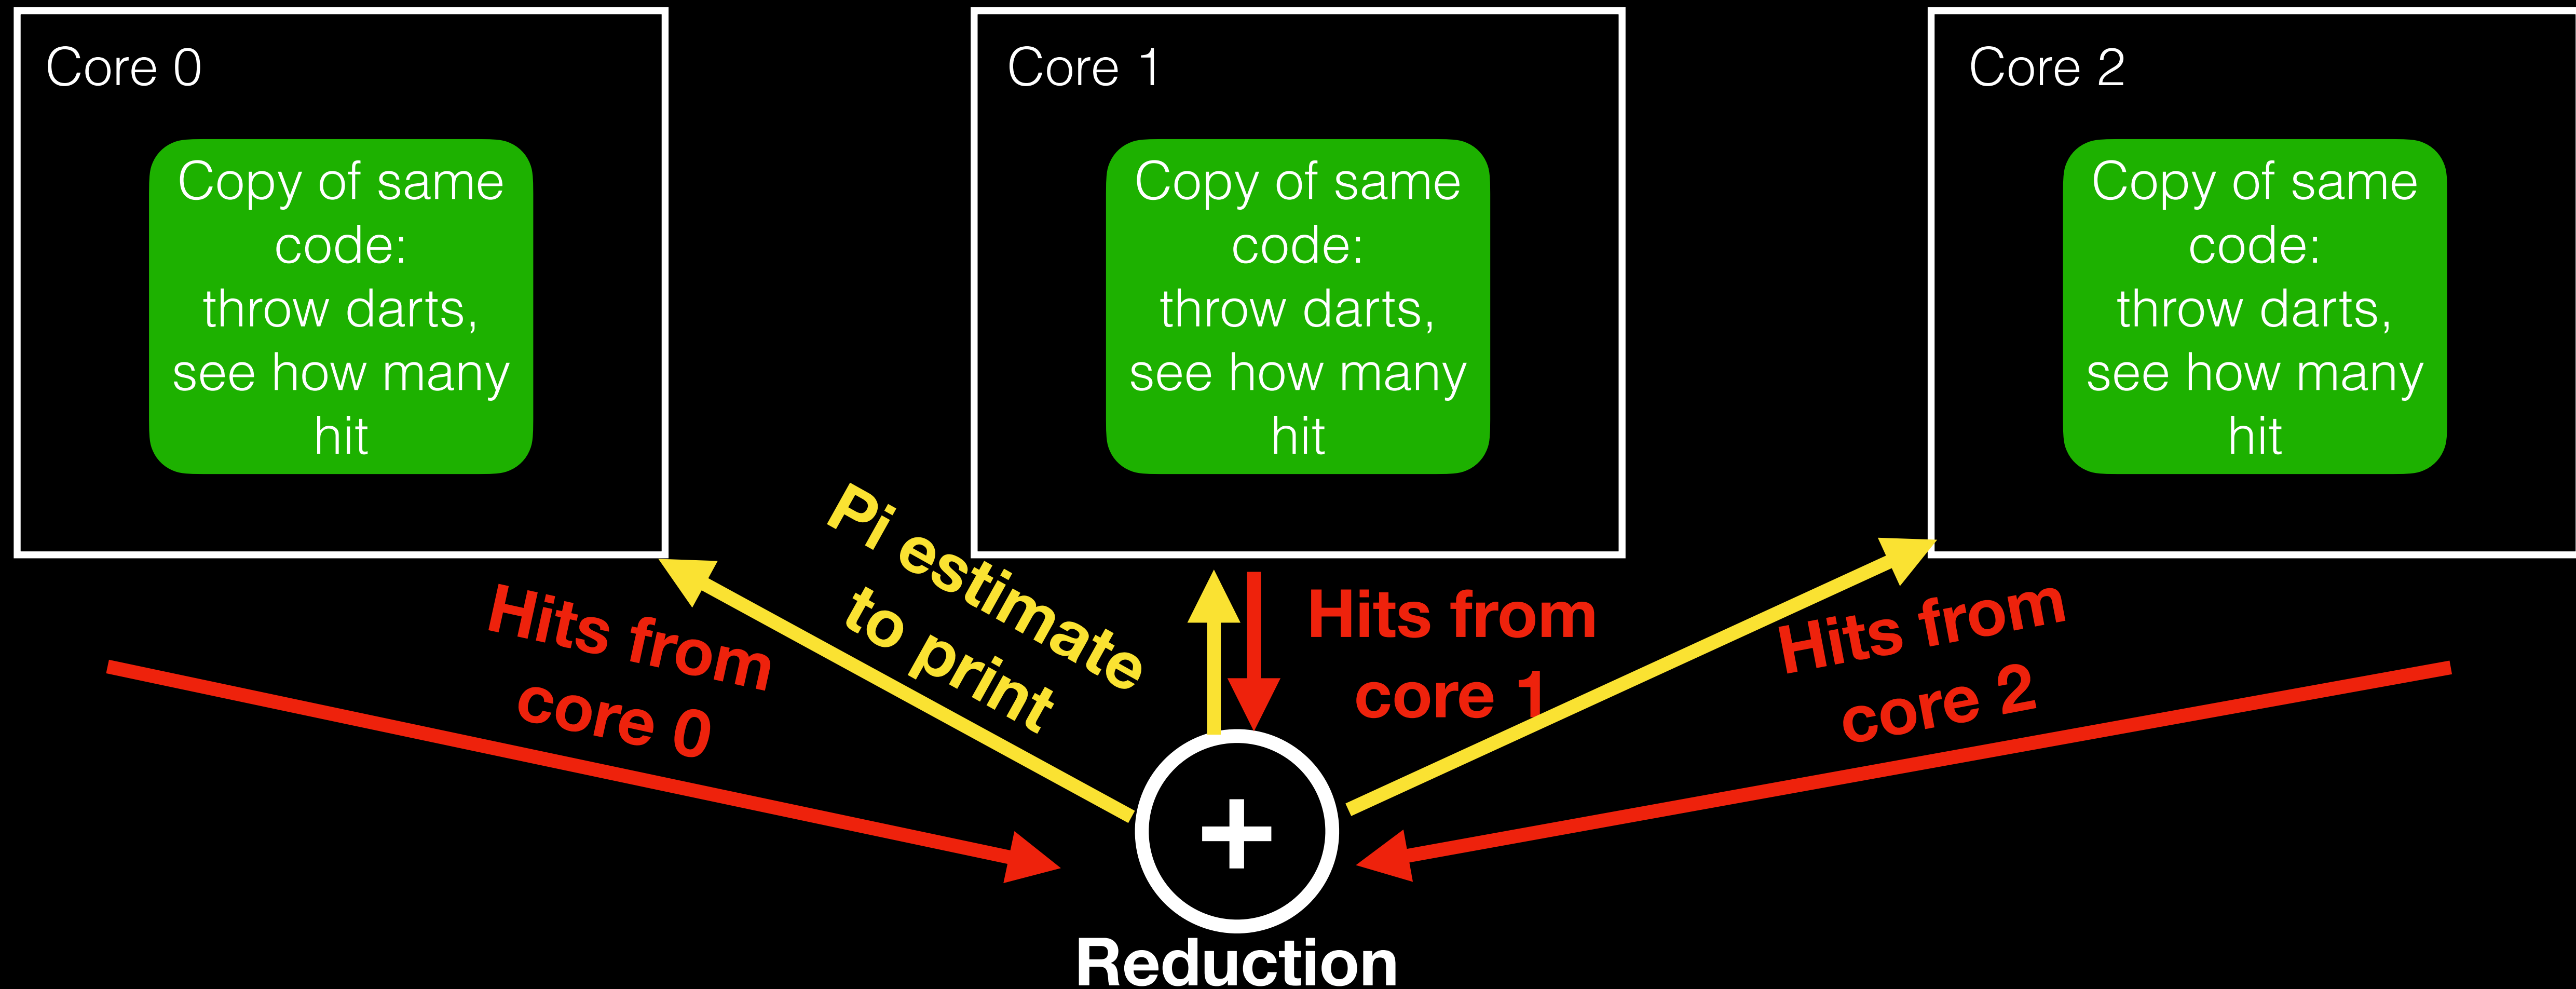 Core 0
Copy of same
code:
throw darts,
see how many
hit
Core 1
Copy of same
code:
throw darts,
see how many
hit
Core 2
Copy of same
code:
throw darts,
see how many
hit
Hits from
core 0
Pi estimate
to print
Hits from
core 1
Hits from
core 2
+
Reduction